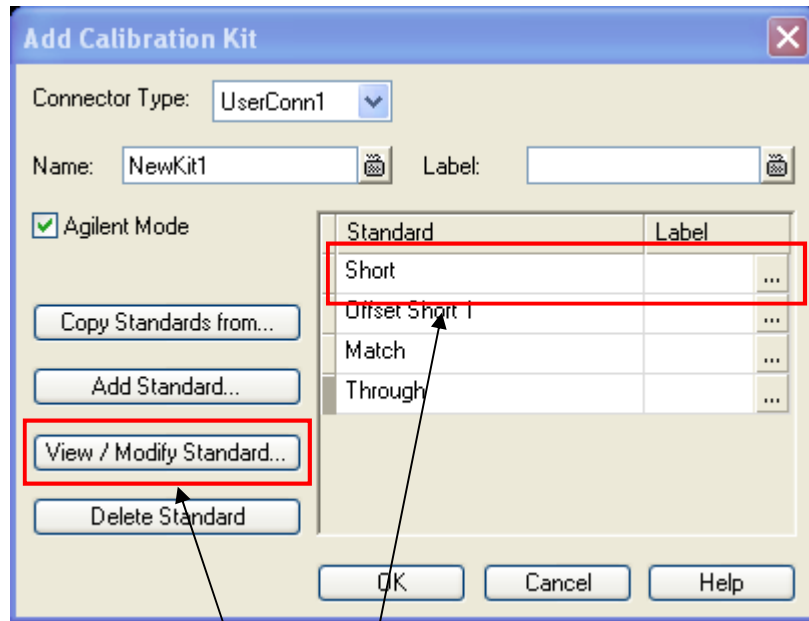 Add Calibration Kit
Connector Type: UserConn1
Name: NewKit1 Label:
Agilent Mode
Standard Label
Short ...
Offset Short 1 ...
Match ...
Through ...
Copy Standards from...
Add Standard...
View / Modify Standard...
Delete Standard
OK Cancel Help